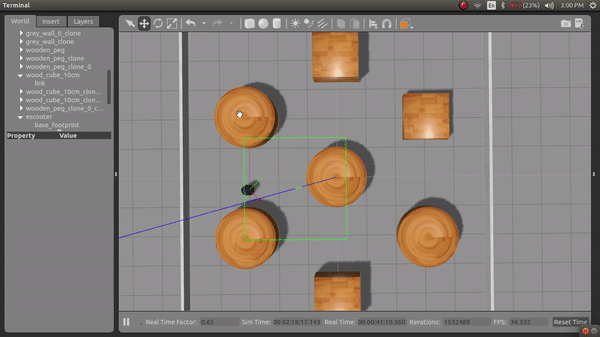 Terminal
En
(23%)
3:00 PM
World
Insert
Layers
grey_wall_0_clone
grey_wall_clone
wooden_peg
wooden_peg_clone
wooden_peg_clone_0
wood_cube_10cm
link
wood_cube_10cm_clon...
wood_cube_10cm_clon...
wooden_peg_clone_0_c...
escooter
base_footprint
Property
Value
Real Time Factor: 0.65
Sim Time: 00 02:18:17.143
Real Time: 00 00:41:10.360
Iterations: 1532488
FPS: 34.332
Reset Time